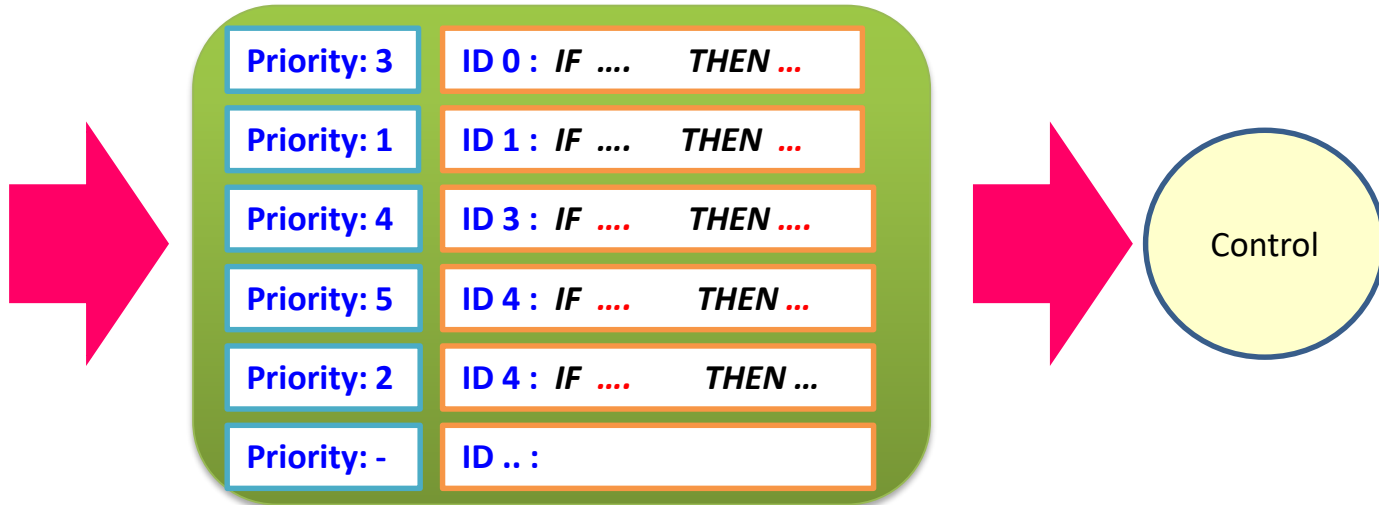 Priority: 3 ID 0 : IF .... THEN ...
Priority: 1 ID 1 : IF .... THEN ...
Priority: 4 ID 3 : IF .... THEN ....
Priority: 5 ID 4 : IF .... THEN ...
Priority: 2 ID 4 : IF .... THEN ...
Priority: - ID .. :
Control